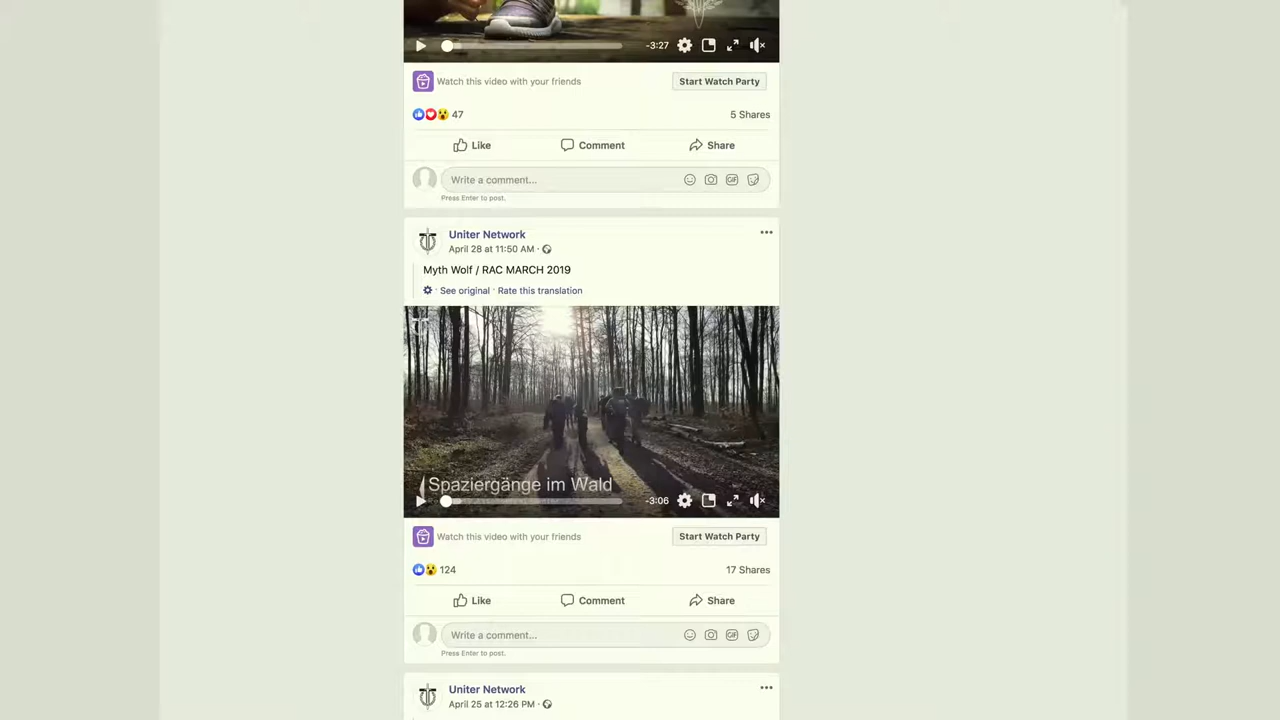 -3:27
Watch this video with your friends
Start Watch Party
47
5 Shares
Like
Comment
Share
Write a comment...
GIF
Press Enter to post.
Uniter Network
April 28 at 11:50 AM ·
Myth Wolf / RAC MARCH 2019
· See original · Rate this translation
Spaziergänge im Wald
-3:06
Watch this video with your friends
Start Watch Party
124
17 Shares
Like
Comment
Share
Write a comment...
GIF
Press Enter to post.
Uniter Network
April 25 at 12:26 PM ·